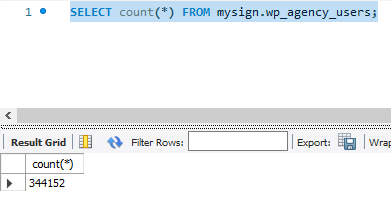 1 SELECT count(*) FROM mysign.wp_agency_users;
Result Grid Filter Rows: Export: Wrap
count(*)
344152